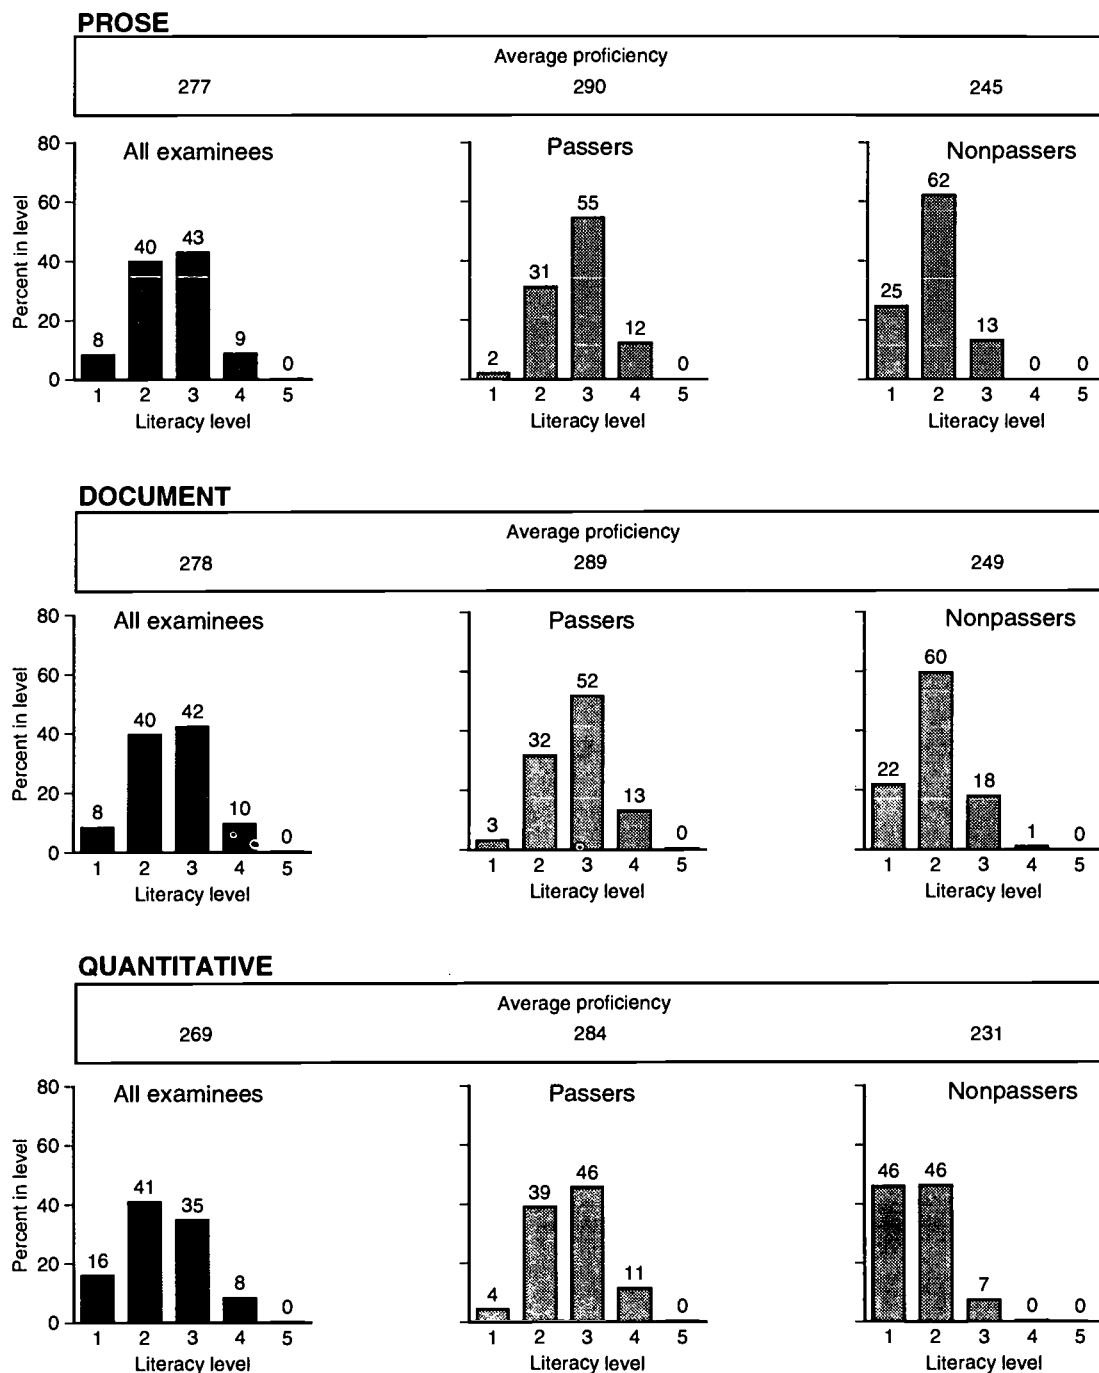 PROSE
Average proficiency
277 290 245
All examinees Passers Nonpassers
Percent in level
80
60
40
20
0
8 40 43 9 0
2 31 55 12 0
25 62 13 0 0
1 2 3 4 5
1 2 3 4 5
1 2 3 4 5
Literacy level Literacy level Literacy level
DOCUMENT
Average proficiency
278 289 249
All examinees Passers Nonpassers
Percent in level
80
60
40
20
0
8 40 42 10 0
3 32 52 13 0
22 60 18 1 0
1 2 3 4 5
1 2 3 4 5
1 2 3 4 5
Literacy level Literacy level Literacy level
QUANTITATIVE
Average proficiency
269 284 231
All examinees Passers Nonpassers
Percent in level
80
60
40
20
0
16 41 35 8 0
4 39 46 11 0
46 46 7 0 0
1 2 3 4 5
1 2 3 4 5
1 2 3 4 5
Literacy level Literacy level Literacy level